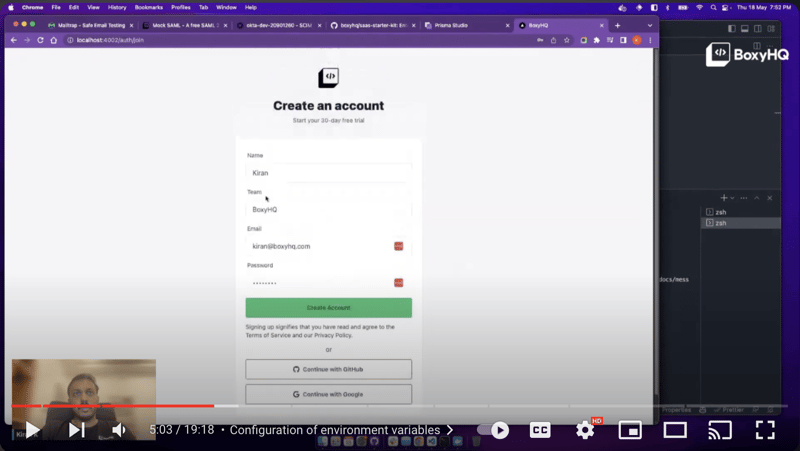 Chrome File Edit View History Bookmarks Profiles Tab Window Help
Thu 18 May 7:52 PM
Mailtrap - Safe Email Testing
Mock SAML - A free SAML
okta-dev-20901260 - SCIM
boxyhq/saas-starter-kit: Ent
Prisma Studio
BoxyHQ
localhost:4002/auth/join
BoxyHQ
Create an account
Start your 30-day free trial
Name
Kiran
Team
BoxyHQ
Email
kiran@boxyhq.com
Password
Create Account
Signing up signifies that you have read and agree to the
Terms of Service and our Privacy Policy.
or
Continue with GitHub
Continue with Google
zsh
zsh
docs/mess
Properties
Prettier
5:03 / 19:18 • Configuration of environment variables
CC
HD